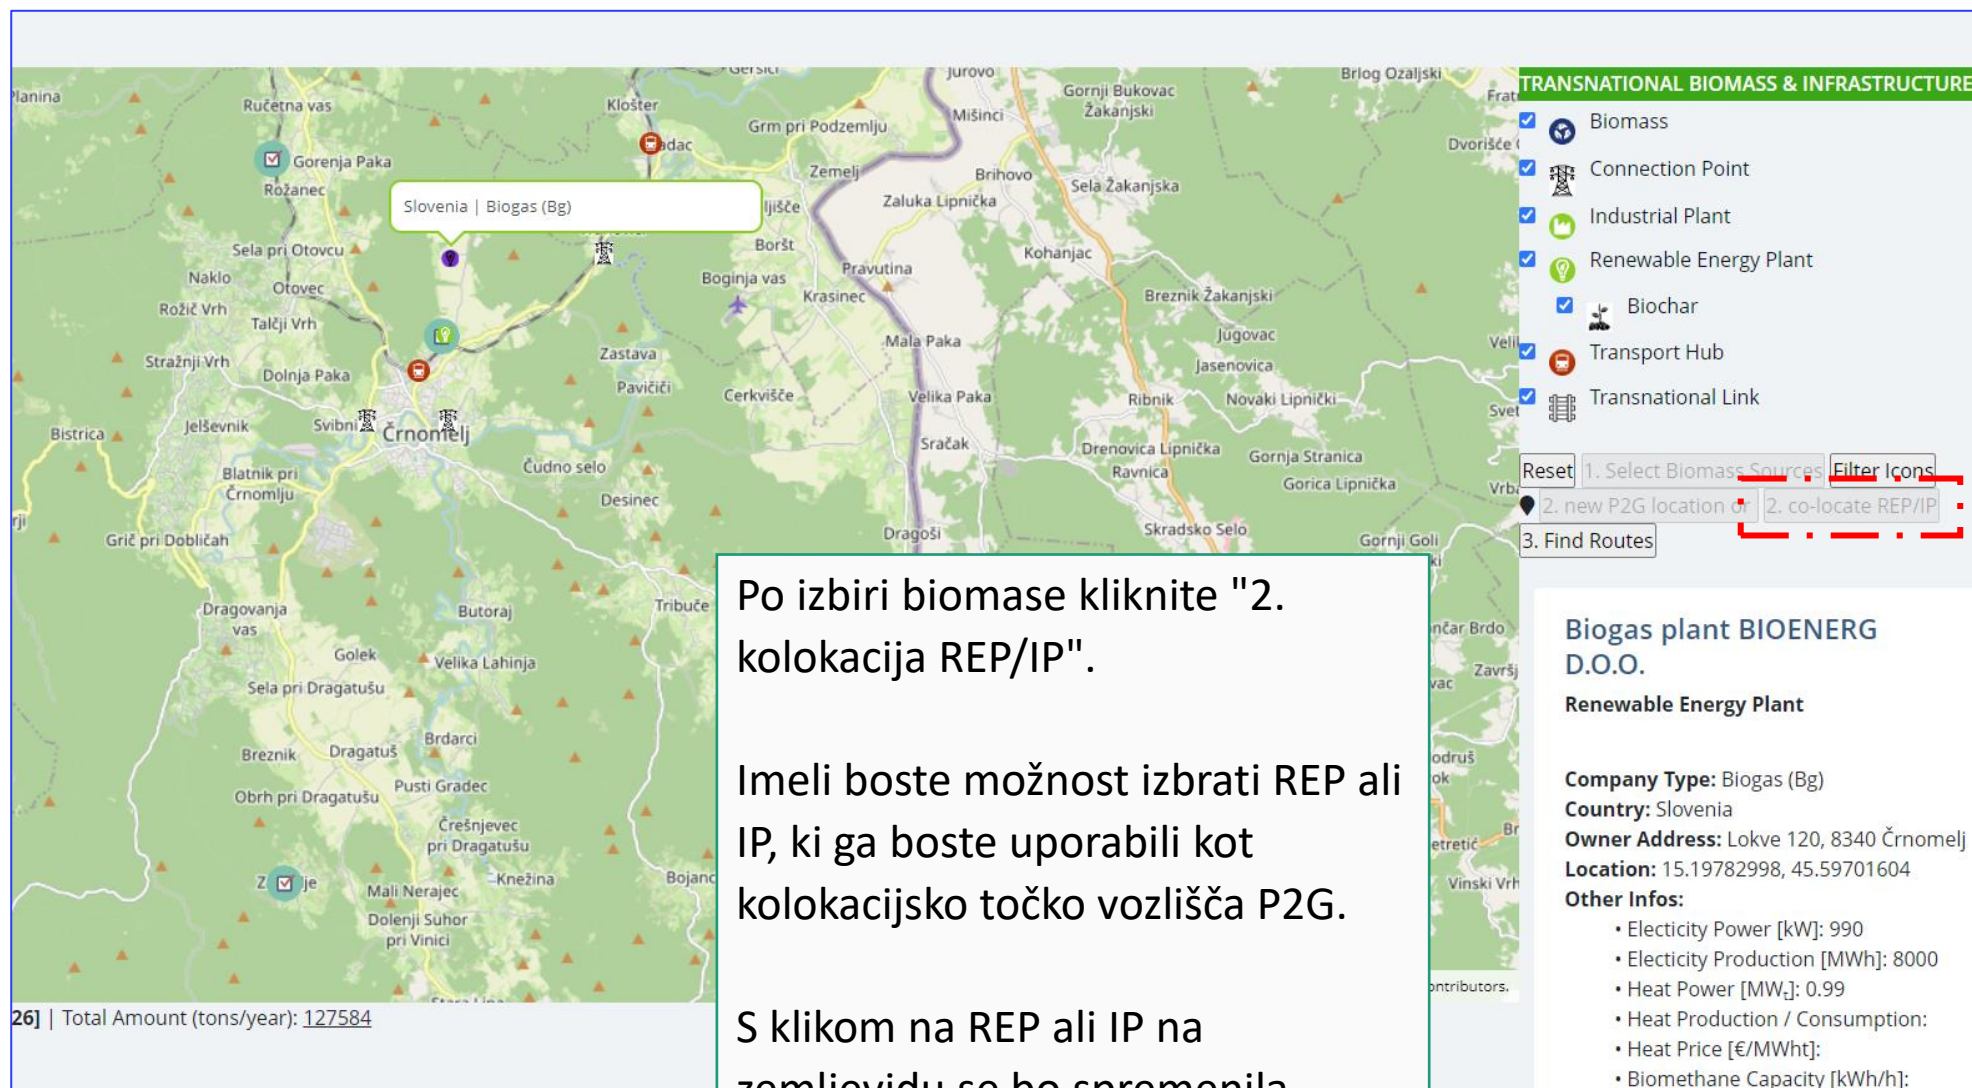 Planina
Ručetna vas
Klošter
Jurovo
Gornji Bukovac
Žakanjski
Brlog Ozaljski
Mišinci
Grm pri Podzemlju
Gorenja Paka
Rožanec
Zemelj
Brihovo
Sela Žakanjska
Zaluka Lipnička
Slovenia | Biogas (Bg)
Sela pri Otovcu
Boršt
Kohanjac
Naklo
Otovec
Boginja vas
Pravutina
Krasinec
Breznik Žakanjski
Rožič Vrh
Talčji Vrh
Mala Paka
Jugovac
Stražnji Vrh
Zastava
Jasenovica
Dolnja Paka
Pavičići
Cerkvišče
Velika Paka
Ribnik
Novaki Lipnički
Bistrica
Jelševnik
Črnomelj
Sračak
Drenovica Lipnička
Ravnica
Gornja Stranica
Blatnik pri
Črnomlju
Čudno selo
Gorica Lipnička
Desinec
Grič pri Dobličah
Dragoši
Skradsko Selo
Gornji Goli
Dragovanja
vas
Butoraj
Tribuče
Golek
Velika Lahinja
Sela pri Dragatušu
Breznik
Dragatuš
Brdarci
Obrh pri Dragatušu
Pusti Gradec
Črešnjevec
pri Dragatušu
Mali Nerajec
Knežina
Dolenji Suhor
pri Vinici
Vinski Vrh
ontributors.
26] | Total Amount (tons/year): 127584
Po izbiri biomase kliknite "2.
kolokacija REP/IP".
Imeli boste možnost izbrati REP ali
IP, ki ga boste uporabili kot
kolokacijsko točko vozlišča P2G.
S klikom na REP ali IP na
zemljevidu se bo spremenila
TRANSNATIONAL BIOMASS & INFRASTRUCTURE
Biomass
Connection Point
Industrial Plant
Renewable Energy Plant
Biochar
Transport Hub
Transnational Link
Reset 1. Select Biomass Sources Filter Icons
2. new P2G location or 2. co-locate REP/IP
3. Find Routes
Biogas plant BIOENERG
D.O.O.
Renewable Energy Plant
Company Type: Biogas (Bg)
Country: Slovenia
Owner Address: Lokve 120, 8340 Črnomelj
Location: 15.19782998, 45.59701604
Other Infos:
• Electicity Power [kW]: 990
• Electicity Production [MWh]: 8000
• Heat Power [MWt]: 0.99
• Heat Production / Consumption:
• Heat Price [€/MWht]:
• Biomethane Capacity [kWh/h]: